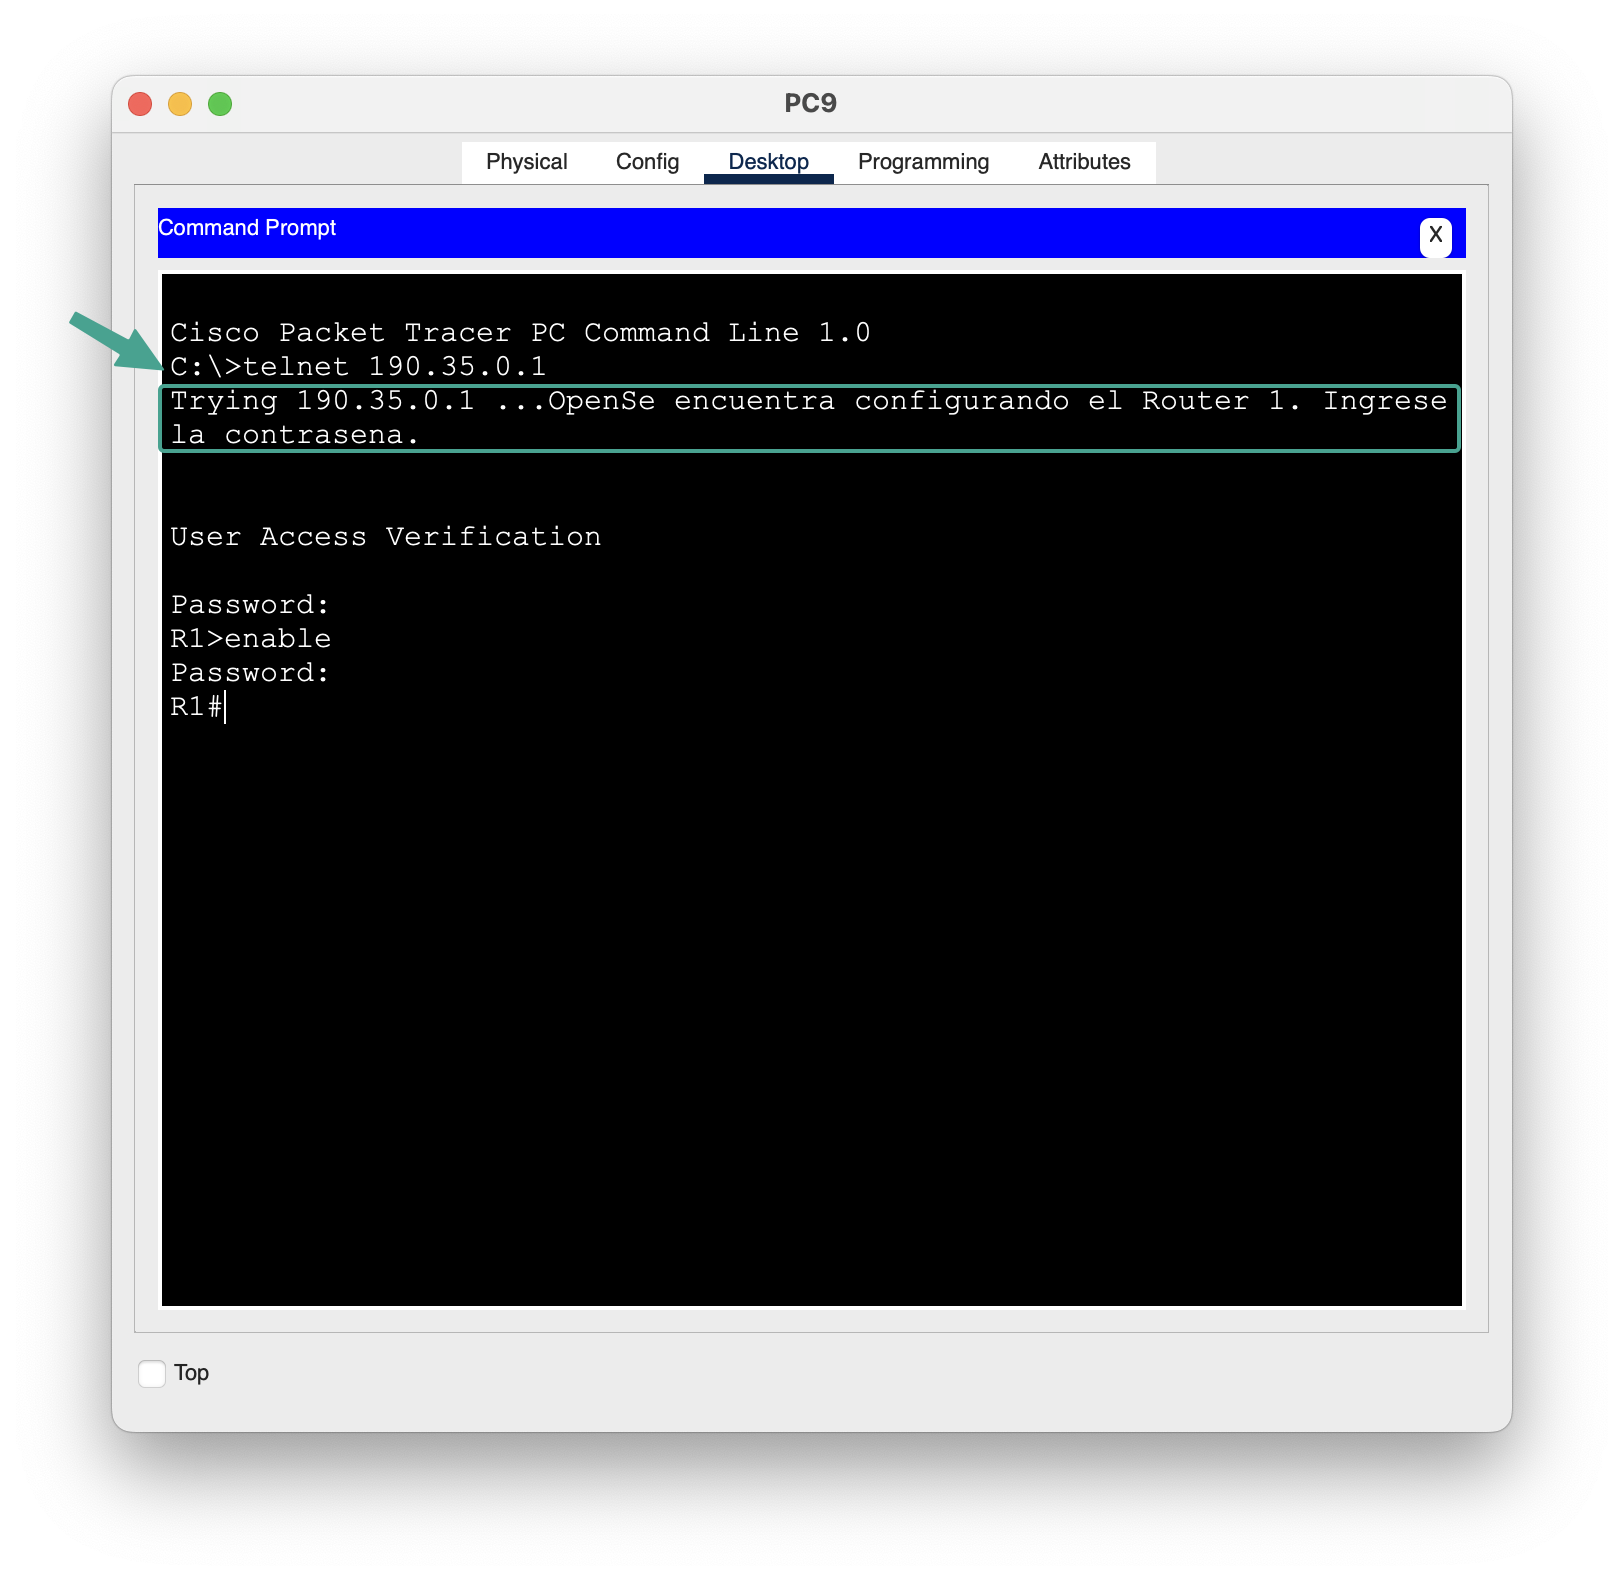 PC9
Physical Config Desktop Programming Attributes
Command Prompt
X
Cisco Packet Tracer PC Command Line 1.0
C:\>telnet 190.35.0.1
Trying 190.35.0.1 ...OpenSe encuentra configurando el Router 1. Ingrese
la contrasena.
User Access Verification
Password:
R1>enable
Password:
R1#
Top